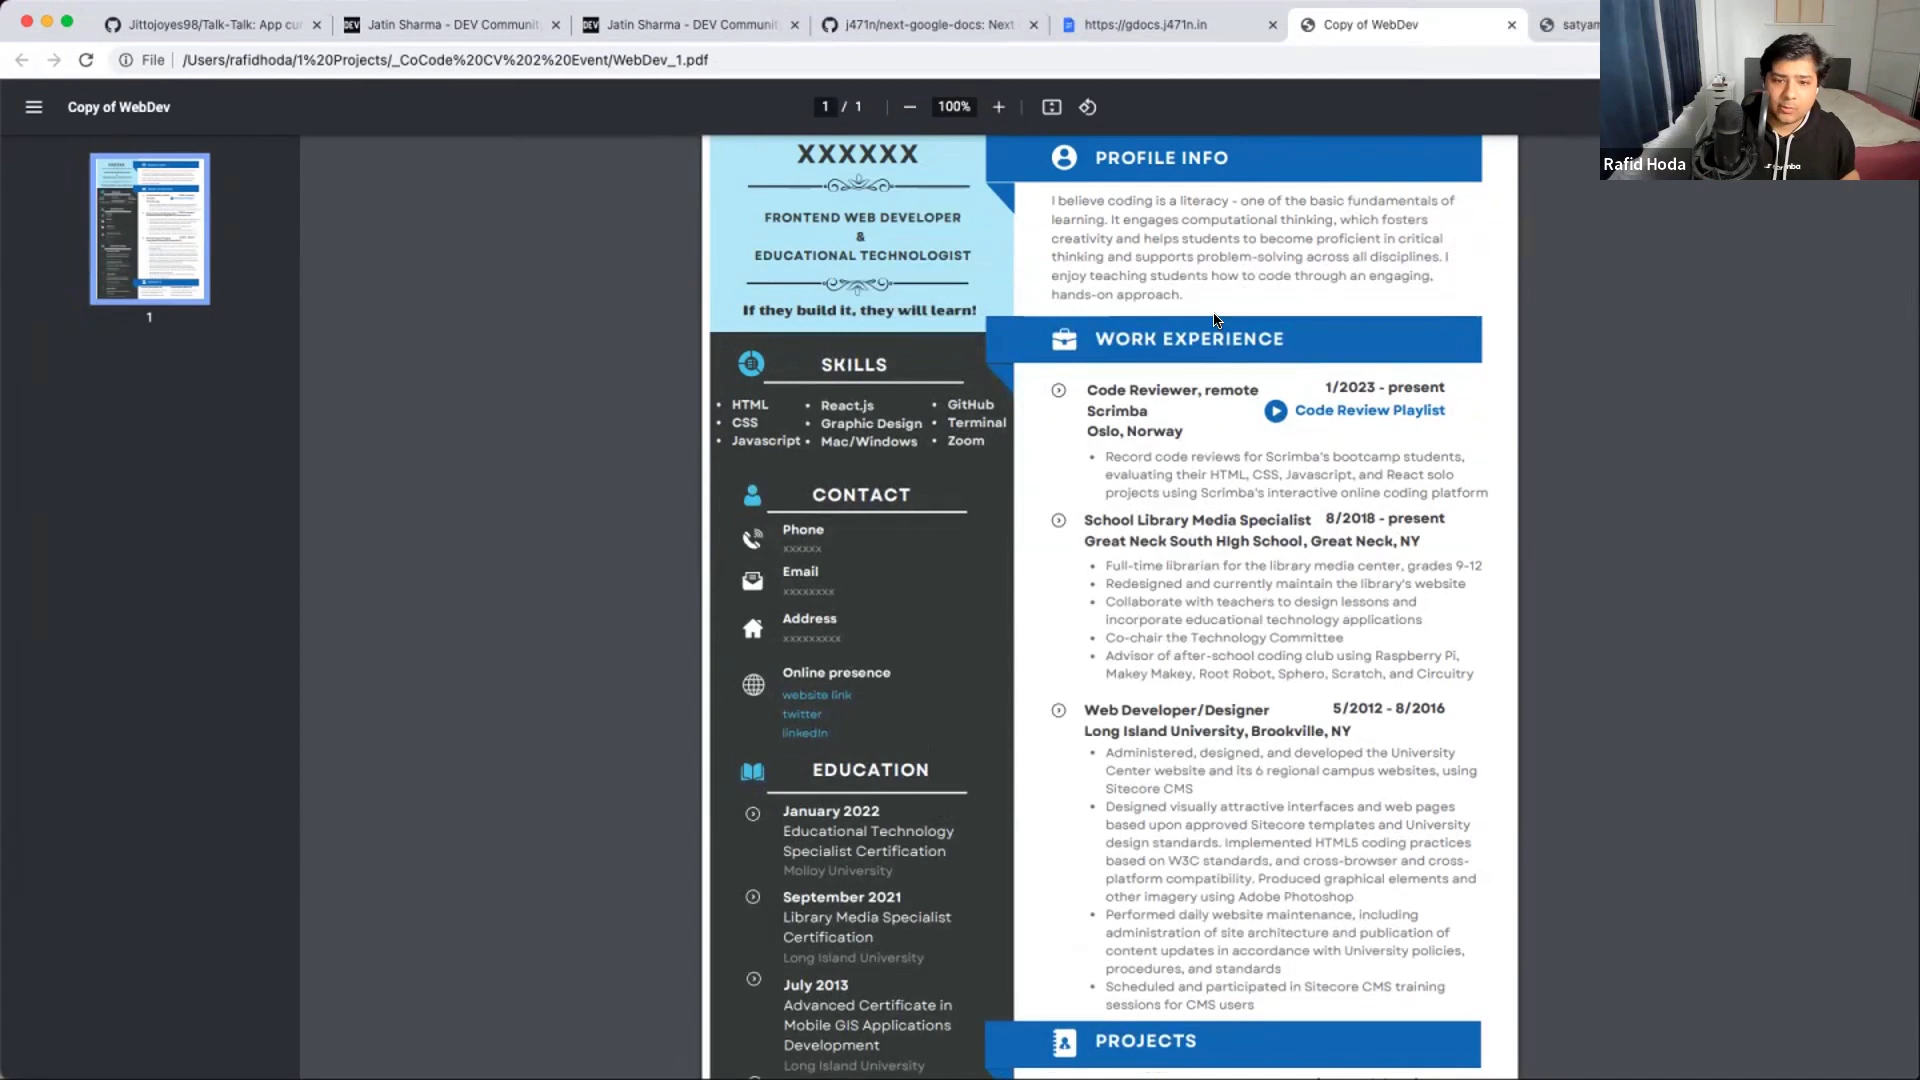 Jittojoyes98/Talk-Talk: App cu
DEV Jatin Sharma - DEV Communit
DEV Jatin Sharma - DEV Communit
j471n/next-google-docs: Next
https://gdocs.j471n.in
Copy of WebDev
satyam
File /Users/rafidhoda/1%20Projects/_CoCode%20CV%202%20Event/WebDev_1.pdf
Copy of WebDev
1 / 1
100%
Rafid Hoda
1
XXXXXX
FRONTEND WEB DEVELOPER
&
EDUCATIONAL TECHNOLOGIST
If they build it, they will learn!
SKILLS
• HTML
• CSS
• Javascript
• React.js
• Graphic Design
• Mac/Windows
• GitHub
• Terminal
• Zoom
CONTACT
Phone
xxxxxx
Email
xxxxxxxx
Address
xxxxxxxxx
Online presence
website link
twitter
linkedin
EDUCATION
January 2022
Educational Technology
Specialist Certification
Molloy University
September 2021
Library Media Specialist
Certification
Long Island University
July 2013
Advanced Certificate in
Mobile GIS Applications
Development
Long Island University
PROFILE INFO
I believe coding is a literacy - one of the basic fundamentals of
learning. It engages computational thinking, which fosters
creativity and helps students to become proficient in critical
thinking and supports problem-solving across all disciplines. I
enjoy teaching students how to code through an engaging,
hands-on approach.
WORK EXPERIENCE
Code Reviewer, remote 1/2023 - present
Scrimba Code Review Playlist
Oslo, Norway
• Record code reviews for Scrimba's bootcamp students,
evaluating their HTML, CSS, Javascript, and React solo
projects using Scrimba's interactive online coding platform
School Library Media Specialist 8/2018 - present
Great Neck South HIgh School, Great Neck, NY
• Full-time librarian for the library media center, grades 9-12
• Redesigned and currently maintain the library's website
• Collaborate with teachers to design lessons and
incorporate educational technology applications
• Co-chair the Technology Committee
• Advisor of after-school coding club using Raspberry Pi,
Makey Makey, Root Robot, Sphero, Scratch, and Circuitry
Web Developer/Designer 5/2012 - 8/2016
Long Island University, Brookville, NY
• Administered, designed, and developed the University
Center website and its 6 regional campus websites, using
Sitecore CMS
• Designed visually attractive interfaces and web pages
based upon approved Sitecore templates and University
design standards. Implemented HTML5 coding practices
based on W3C standards, and cross-browser and cross-
platform compatibility. Produced graphical elements and
other imagery using Adobe Photoshop
• Performed daily website maintenance, including
administration of site architecture and publication of
content updates in accordance with University policies,
procedures, and standards
• Scheduled and participated in Sitecore CMS training
sessions for CMS users
PROJECTS